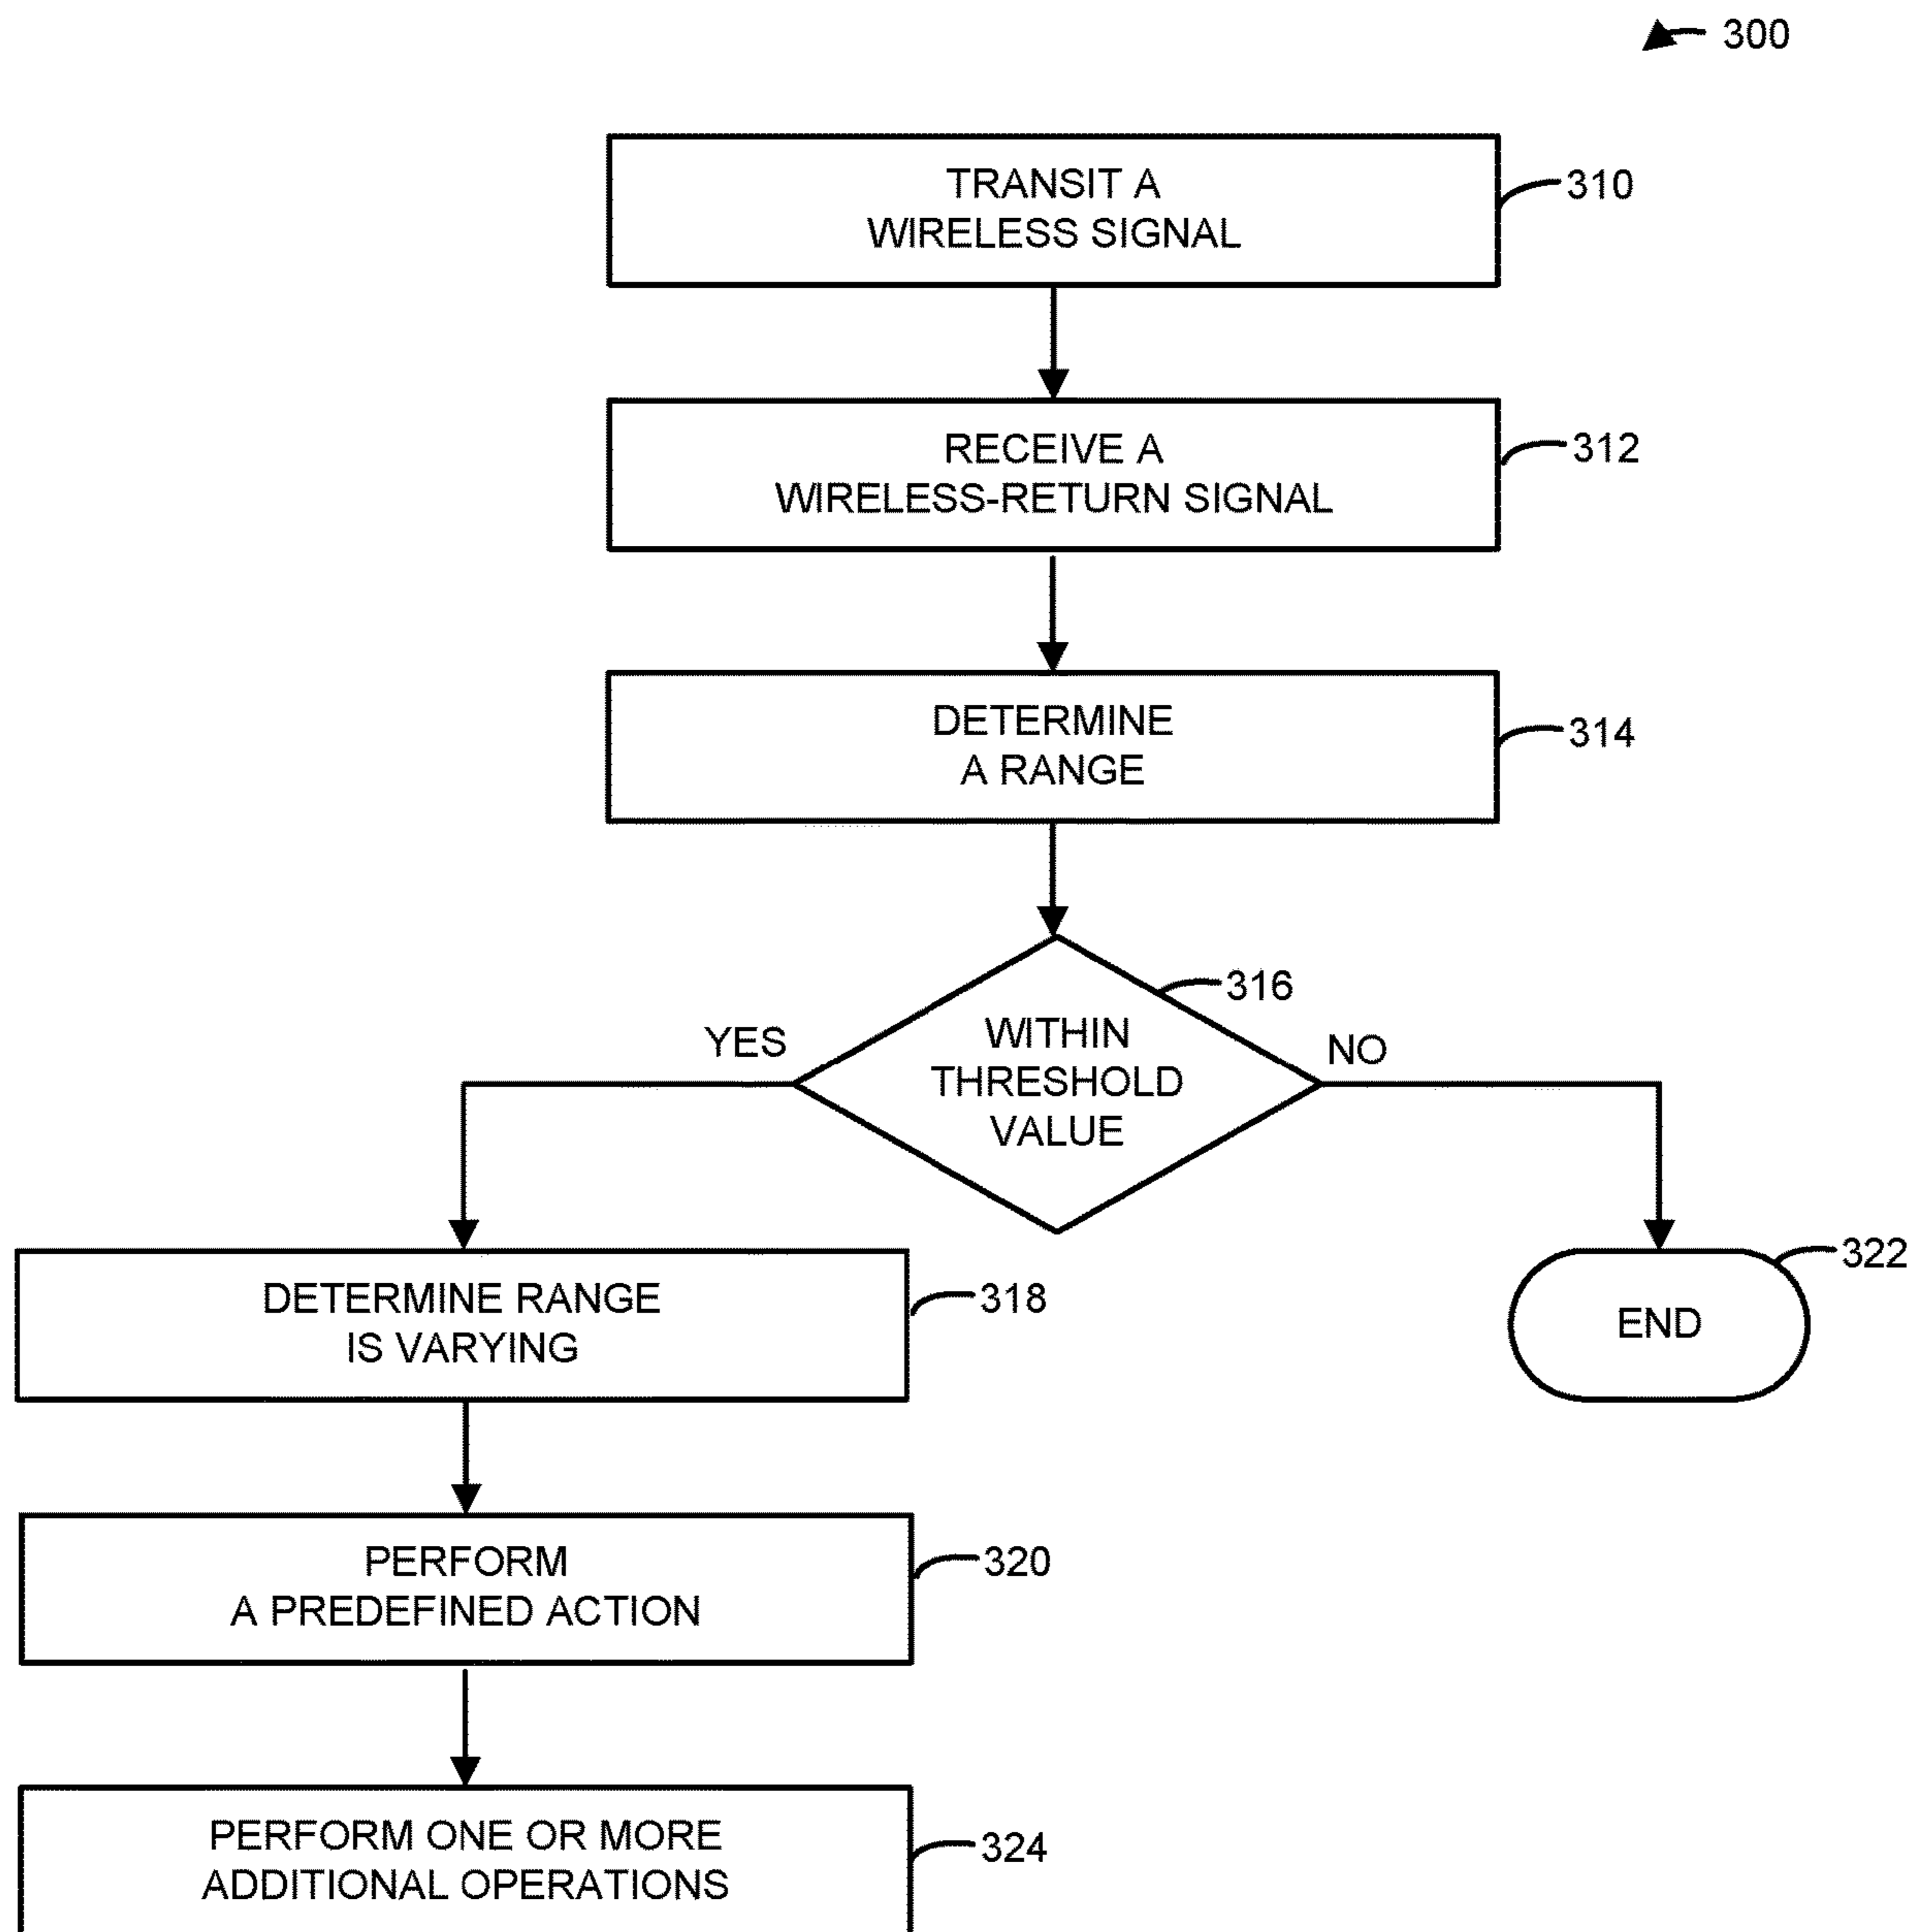 300
TRANSIT A
WIRELESS SIGNAL
310
RECEIVE A
WIRELESS-RETURN SIGNAL
312
DETERMINE
A RANGE
314
316
YES
WITHIN
THRESHOLD
VALUE
NO
DETERMINE RANGE
IS VARYING
318
END
322
PERFORM
A PREDEFINED ACTION
320
PERFORM ONE OR MORE
ADDITIONAL OPERATIONS
324